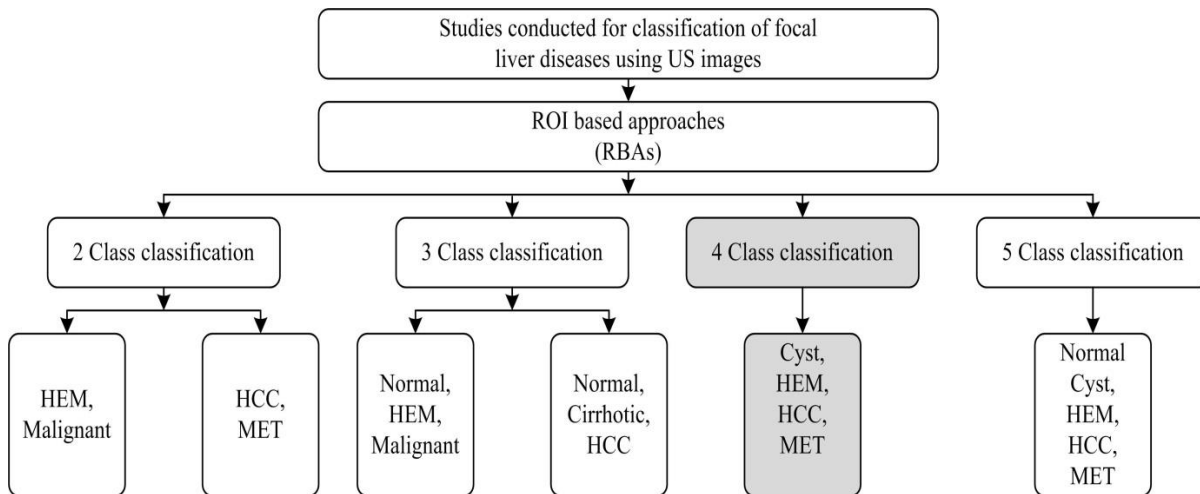 Studies conducted for classification of focal
liver diseases using US images
ROI based approaches
(RBAs)
2 Class classification
3 Class classification
4 Class classification
5 Class classification
HEM,
Malignant
HCC,
MET
Normal,
HEM,
Malignant
Normal,
Cirrhotic,
HCC
Cyst,
HEM,
HCC,
MET
Normal
Cyst,
HEM,
HCC,
MET